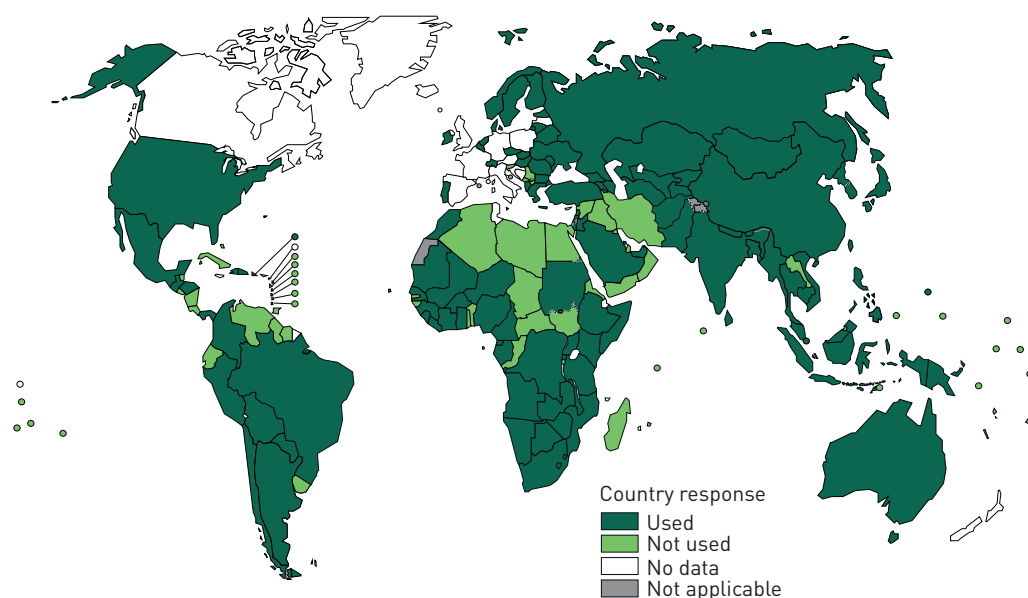 Country response
Used
Not used
No data
Not applicable